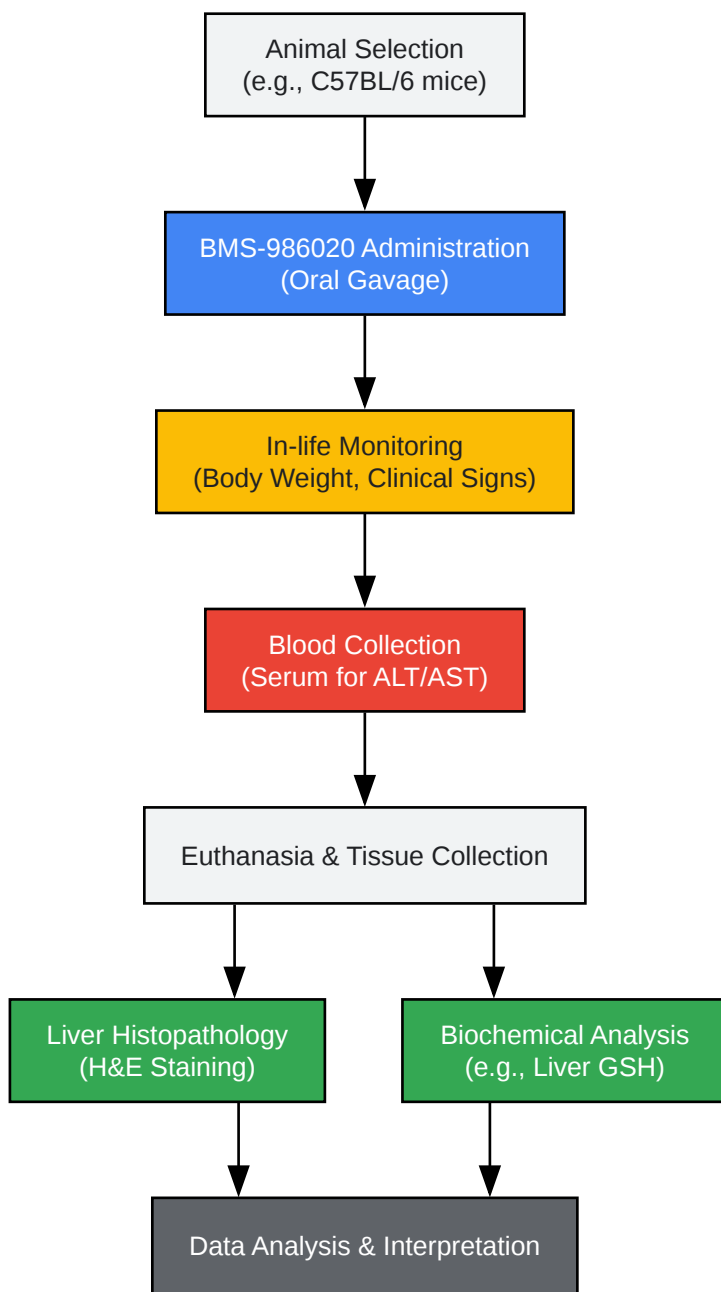 Animal Selection
(e.g., C57BL/6 mice)
BMS-986020 Administration
(Oral Gavage)
In-life Monitoring
(Body Weight, Clinical Signs)
Blood Collection
(Serum for ALT/AST)
Euthanasia & Tissue Collection
Liver Histopathology
(H&E Staining)
Biochemical Analysis
(e.g., Liver GSH)
Data Analysis & Interpretation